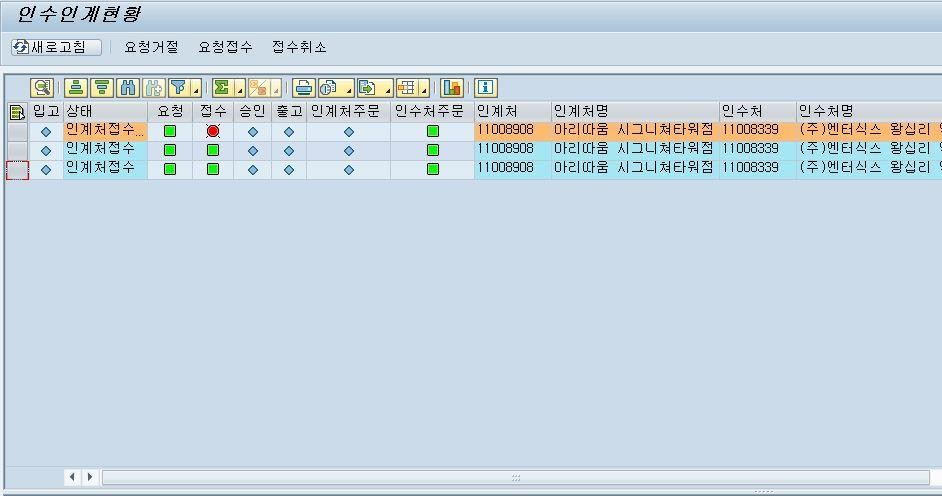 인수인계현황
새로고침 요청거절 요청접수 접수취소
입고 상태 요청 접수 승인 출고 인계처주문 인수처주문 인계처 인계처명 인수처 인수처명
인계처접수... 11008908 아리따움 시그니쳐타워점 11008339 (주)엔터식스 왕십리
인계처접수 11008908 아리따움 시그니쳐타워점 11008339 (주)엔터식스 왕십리
인계처접수 11008908 아리따움 시그니쳐타워점 11008339 (주)엔터식스 왕십리